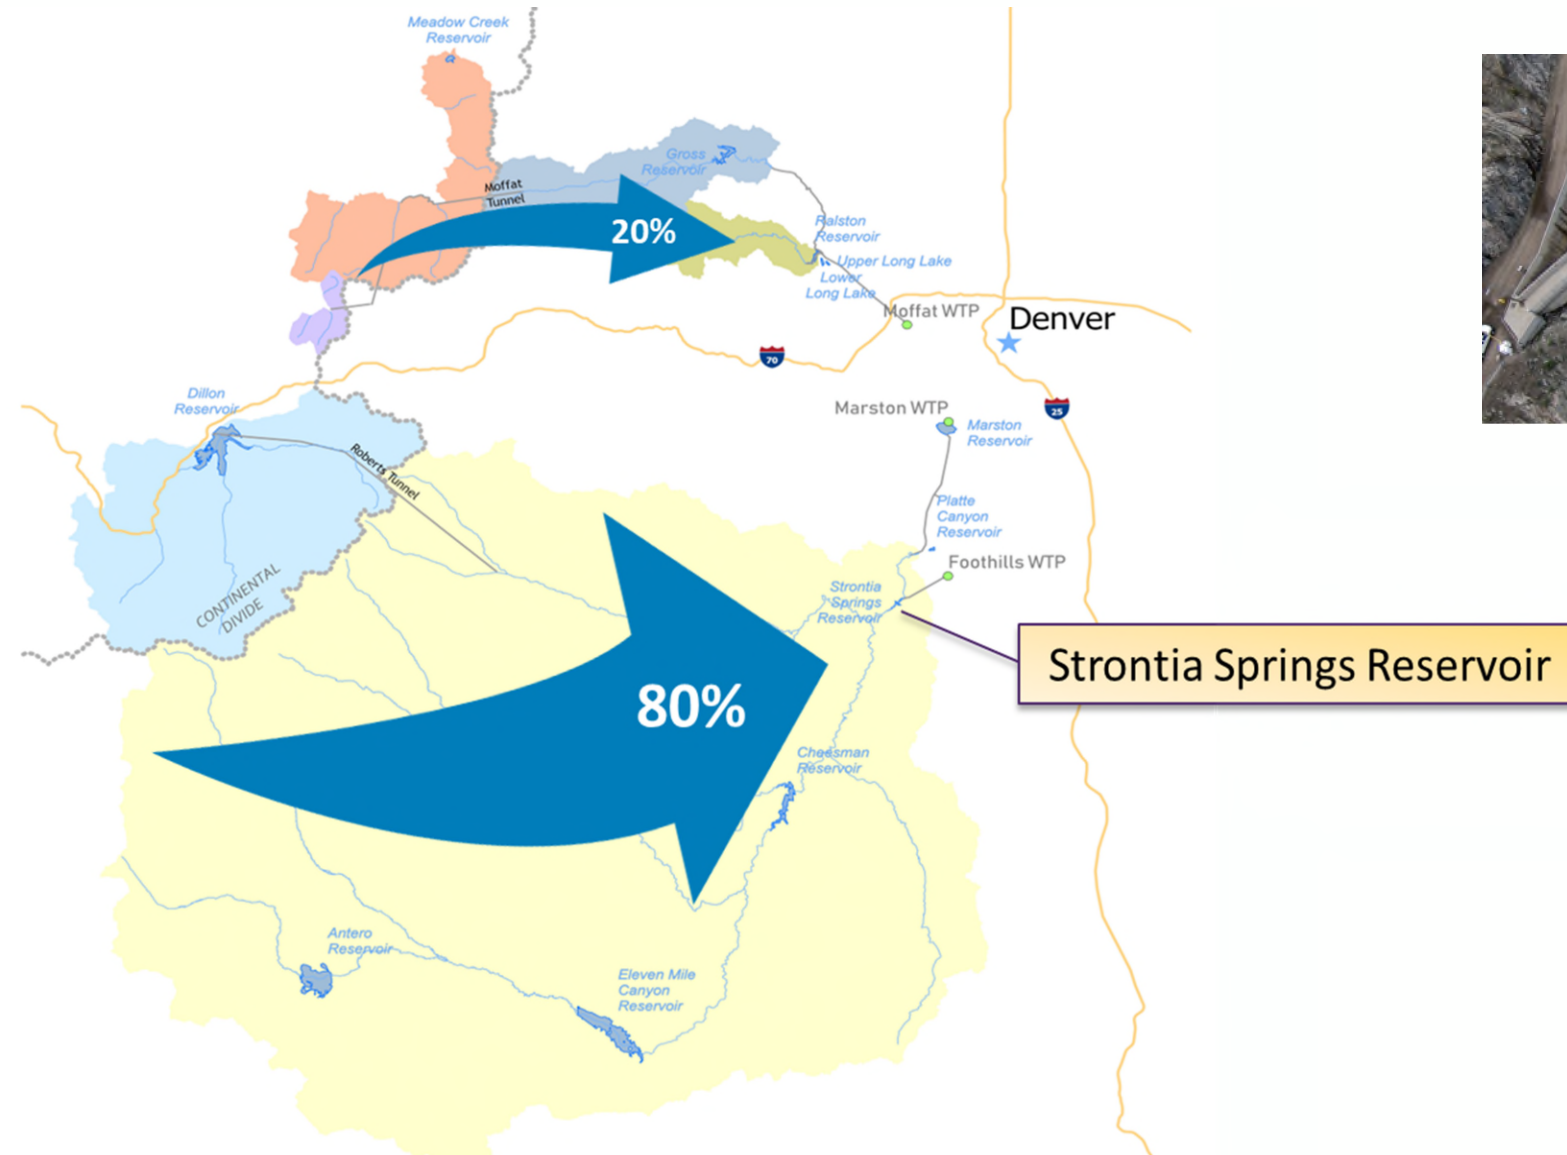 Meadow Creek
Reservoir
Gross
Reservoir
Moffat
Tunnel
20%
Ralston
Reservoir
Upper Long Lake
Lower
Long Lake
Moffat WTP
Denver
70
Dillon
Reservoir
25
Marston WTP
Marston
Reservoir
Roberts Tunnel
Platte
Canyon
Reservoir
Foothills WTP
CONTINENTAL
DIVIDE
Strontia
Springs
Reservoir
Strontia Springs Reservoir
80%
Cheesman
Reservoir
Antero
Reservoir
Eleven Mile
Canyon
Reservoir